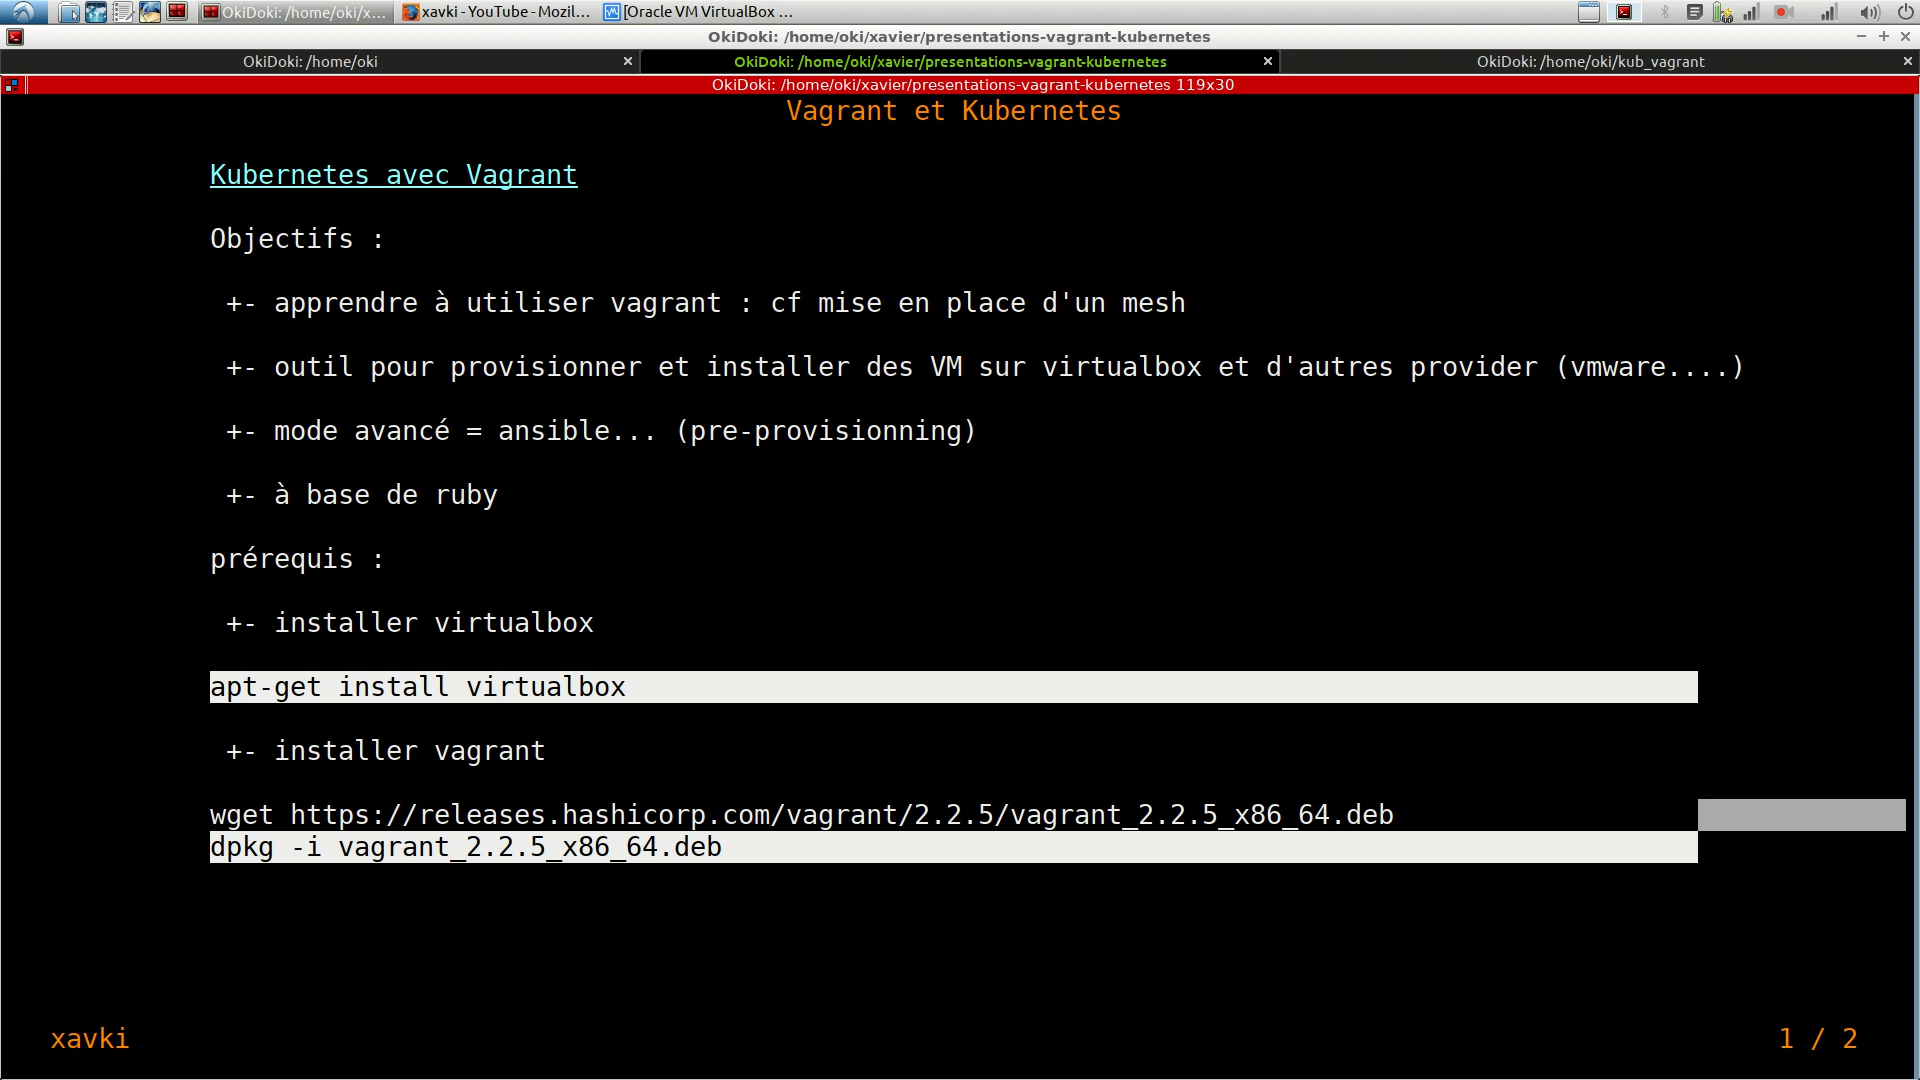 OkiDoki: /home/oki/x...
xavki - YouTube - Mozil...
[Oracle VM VirtualBox ...
OkiDoki: /home/oki/xavier/presentations-vagrant-kubernetes
OkiDoki: /home/oki
OkiDoki: /home/oki/xavier/presentations-vagrant-kubernetes
OkiDoki: /home/oki/kub_vagrant
OkiDoki: /home/oki/xavier/presentations-vagrant-kubernetes 119x30
Vagrant et Kubernetes
Kubernetes avec Vagrant
Objectifs :
+- apprendre à utiliser vagrant : cf mise en place d'un mesh
+- outil pour provisionner et installer des VM sur virtualbox et d'autres provider (vmware....)
+- mode avancé = ansible... (pre-provisionning)
+- à base de ruby
prérequis :
+- installer virtualbox
apt-get install virtualbox
+- installer vagrant
wget https://releases.hashicorp.com/vagrant/2.2.5/vagrant_2.2.5_x86_64.deb
dpkg -i vagrant_2.2.5_x86_64.deb
xavki
1 / 2